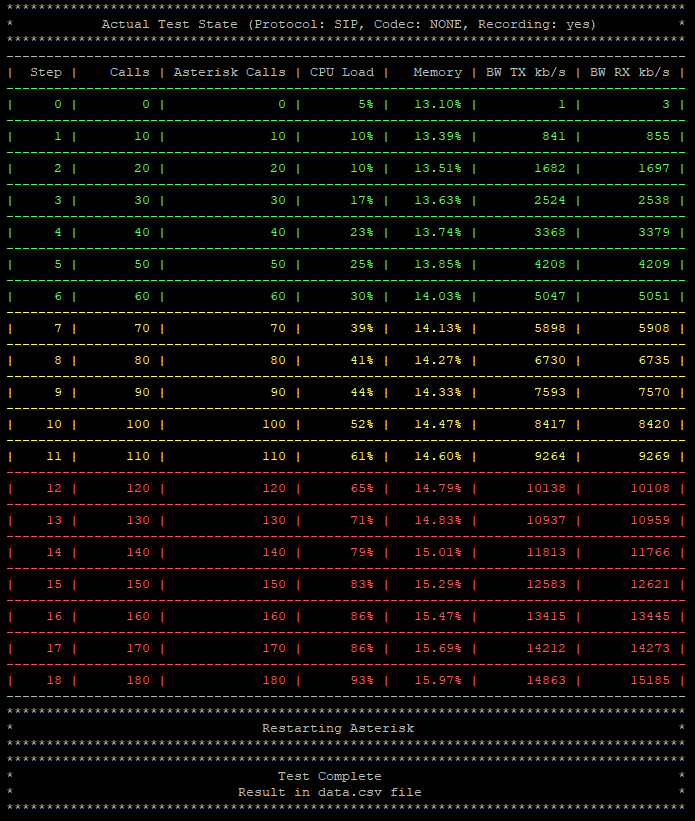 *************************************************************************************
*           Actual Test State (Protocol: SIP, Codec: NONE, Recording: yes)          *
*************************************************************************************
-------------------------------------------------------------------------------------
|  Step |    Calls | Asterisk Calls | CPU Load |   Memory | BW TX kb/s | BW RX kb/s |
-------------------------------------------------------------------------------------
|     0 |        0 |              0 |       5% |   13.10% |          1 |          3 |
-------------------------------------------------------------------------------------
|     1 |       10 |             10 |      10% |   13.39% |        841 |        855 |
-------------------------------------------------------------------------------------
|     2 |       20 |             20 |      10% |   13.51% |       1682 |       1697 |
-------------------------------------------------------------------------------------
|     3 |       30 |             30 |      17% |   13.63% |       2524 |       2538 |
-------------------------------------------------------------------------------------
|     4 |       40 |             40 |      23% |   13.74% |       3368 |       3379 |
-------------------------------------------------------------------------------------
|     5 |       50 |             50 |      25% |   13.85% |       4208 |       4209 |
-------------------------------------------------------------------------------------
|     6 |       60 |             60 |      30% |   14.03% |       5047 |       5051 |
-------------------------------------------------------------------------------------
|     7 |       70 |             70 |      39% |   14.13% |       5898 |       5908 |
-------------------------------------------------------------------------------------
|     8 |       80 |             80 |      41% |   14.27% |       6730 |       6735 |
-------------------------------------------------------------------------------------
|     9 |       90 |             90 |      44% |   14.33% |       7593 |       7570 |
-------------------------------------------------------------------------------------
|    10 |      100 |            100 |      52% |   14.47% |       8417 |       8420 |
-------------------------------------------------------------------------------------
|    11 |      110 |            110 |      61% |   14.60% |       9264 |       9269 |
-------------------------------------------------------------------------------------
|    12 |      120 |            120 |      65% |   14.79% |      10138 |      10108 |
-------------------------------------------------------------------------------------
|    13 |      130 |            130 |      71% |   14.83% |      10937 |      10959 |
-------------------------------------------------------------------------------------
|    14 |      140 |            140 |      79% |   15.01% |      11813 |      11766 |
-------------------------------------------------------------------------------------
|    15 |      150 |            150 |      83% |   15.29% |      12583 |      12621 |
-------------------------------------------------------------------------------------
|    16 |      160 |            160 |      86% |   15.47% |      13415 |      13445 |
-------------------------------------------------------------------------------------
|    17 |      170 |            170 |      86% |   15.69% |      14212 |      14273 |
-------------------------------------------------------------------------------------
|    18 |      180 |            180 |      93% |   15.97% |      14863 |      15185 |
-------------------------------------------------------------------------------------
*************************************************************************************
*                               Restarting Asterisk                                 *
*************************************************************************************
*************************************************************************************
*                                 Test Complete                                     *
*                            Result in data.csv file                                *
*************************************************************************************